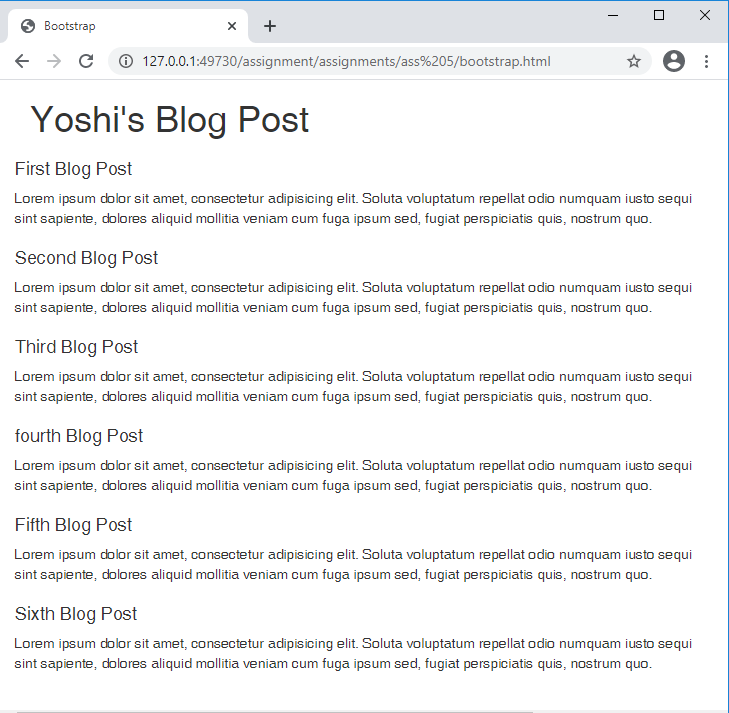 Bootstrap
127.0.0.1:49730/assignment/assignments/ass%205/bootstrap.html
Yoshi's Blog Post
First Blog Post
Lorem ipsum dolor sit amet, consectetur adipisicing elit. Soluta voluptatum repellat odio numquam iusto sequi
sint sapiente, dolores aliquid mollitia veniam cum fuga ipsum sed, fugiat perspiciatis quis, nostrum quo.
Second Blog Post
Lorem ipsum dolor sit amet, consectetur adipisicing elit. Soluta voluptatum repellat odio numquam iusto sequi
sint sapiente, dolores aliquid mollitia veniam cum fuga ipsum sed, fugiat perspiciatis quis, nostrum quo.
Third Blog Post
Lorem ipsum dolor sit amet, consectetur adipisicing elit. Soluta voluptatum repellat odio numquam iusto sequi
sint sapiente, dolores aliquid mollitia veniam cum fuga ipsum sed, fugiat perspiciatis quis, nostrum quo.
fourth Blog Post
Lorem ipsum dolor sit amet, consectetur adipisicing elit. Soluta voluptatum repellat odio numquam iusto sequi
sint sapiente, dolores aliquid mollitia veniam cum fuga ipsum sed, fugiat perspiciatis quis, nostrum quo.
Fifth Blog Post
Lorem ipsum dolor sit amet, consectetur adipisicing elit. Soluta voluptatum repellat odio numquam iusto sequi
sint sapiente, dolores aliquid mollitia veniam cum fuga ipsum sed, fugiat perspiciatis quis, nostrum quo.
Sixth Blog Post
Lorem ipsum dolor sit amet, consectetur adipisicing elit. Soluta voluptatum repellat odio numquam iusto sequi
sint sapiente, dolores aliquid mollitia veniam cum fuga ipsum sed, fugiat perspiciatis quis, nostrum quo.